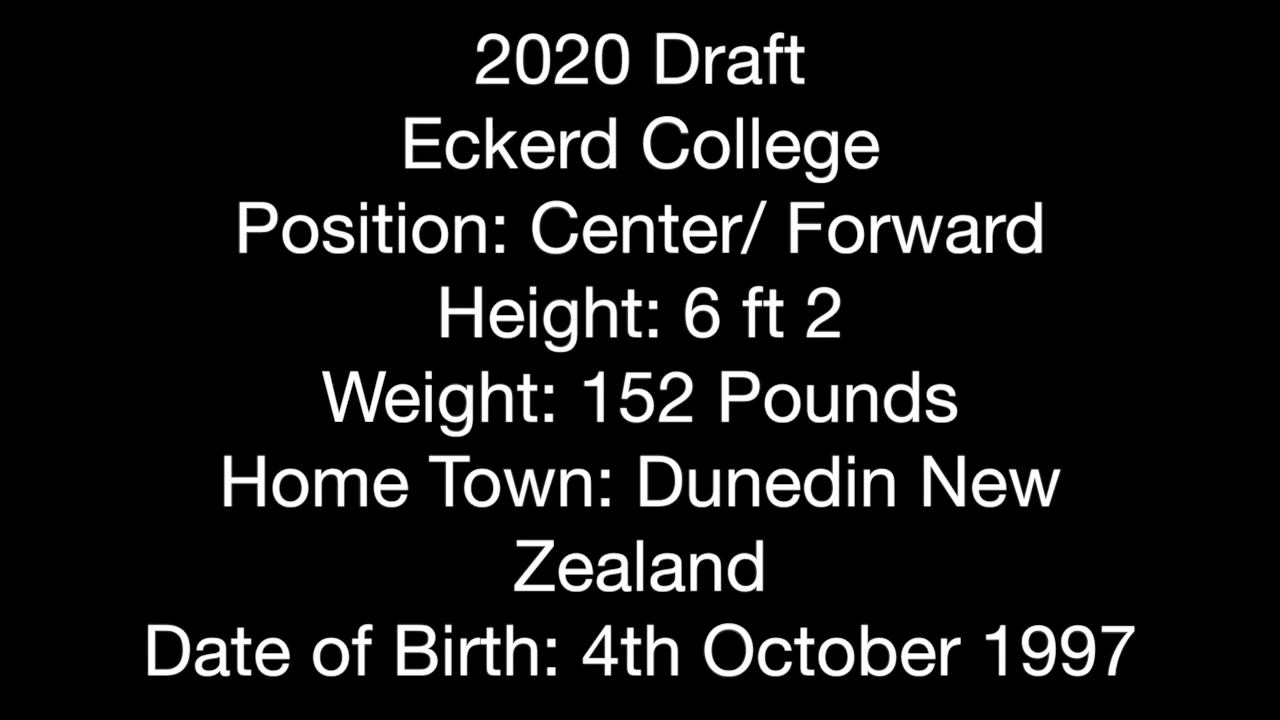 2020 Draft
Eckerd College
Position: Center/ Forward
Height: 6 ft 2
Weight: 152 Pounds
Home Town: Dunedin New
Zealand
Date of Birth: 4th October 1997